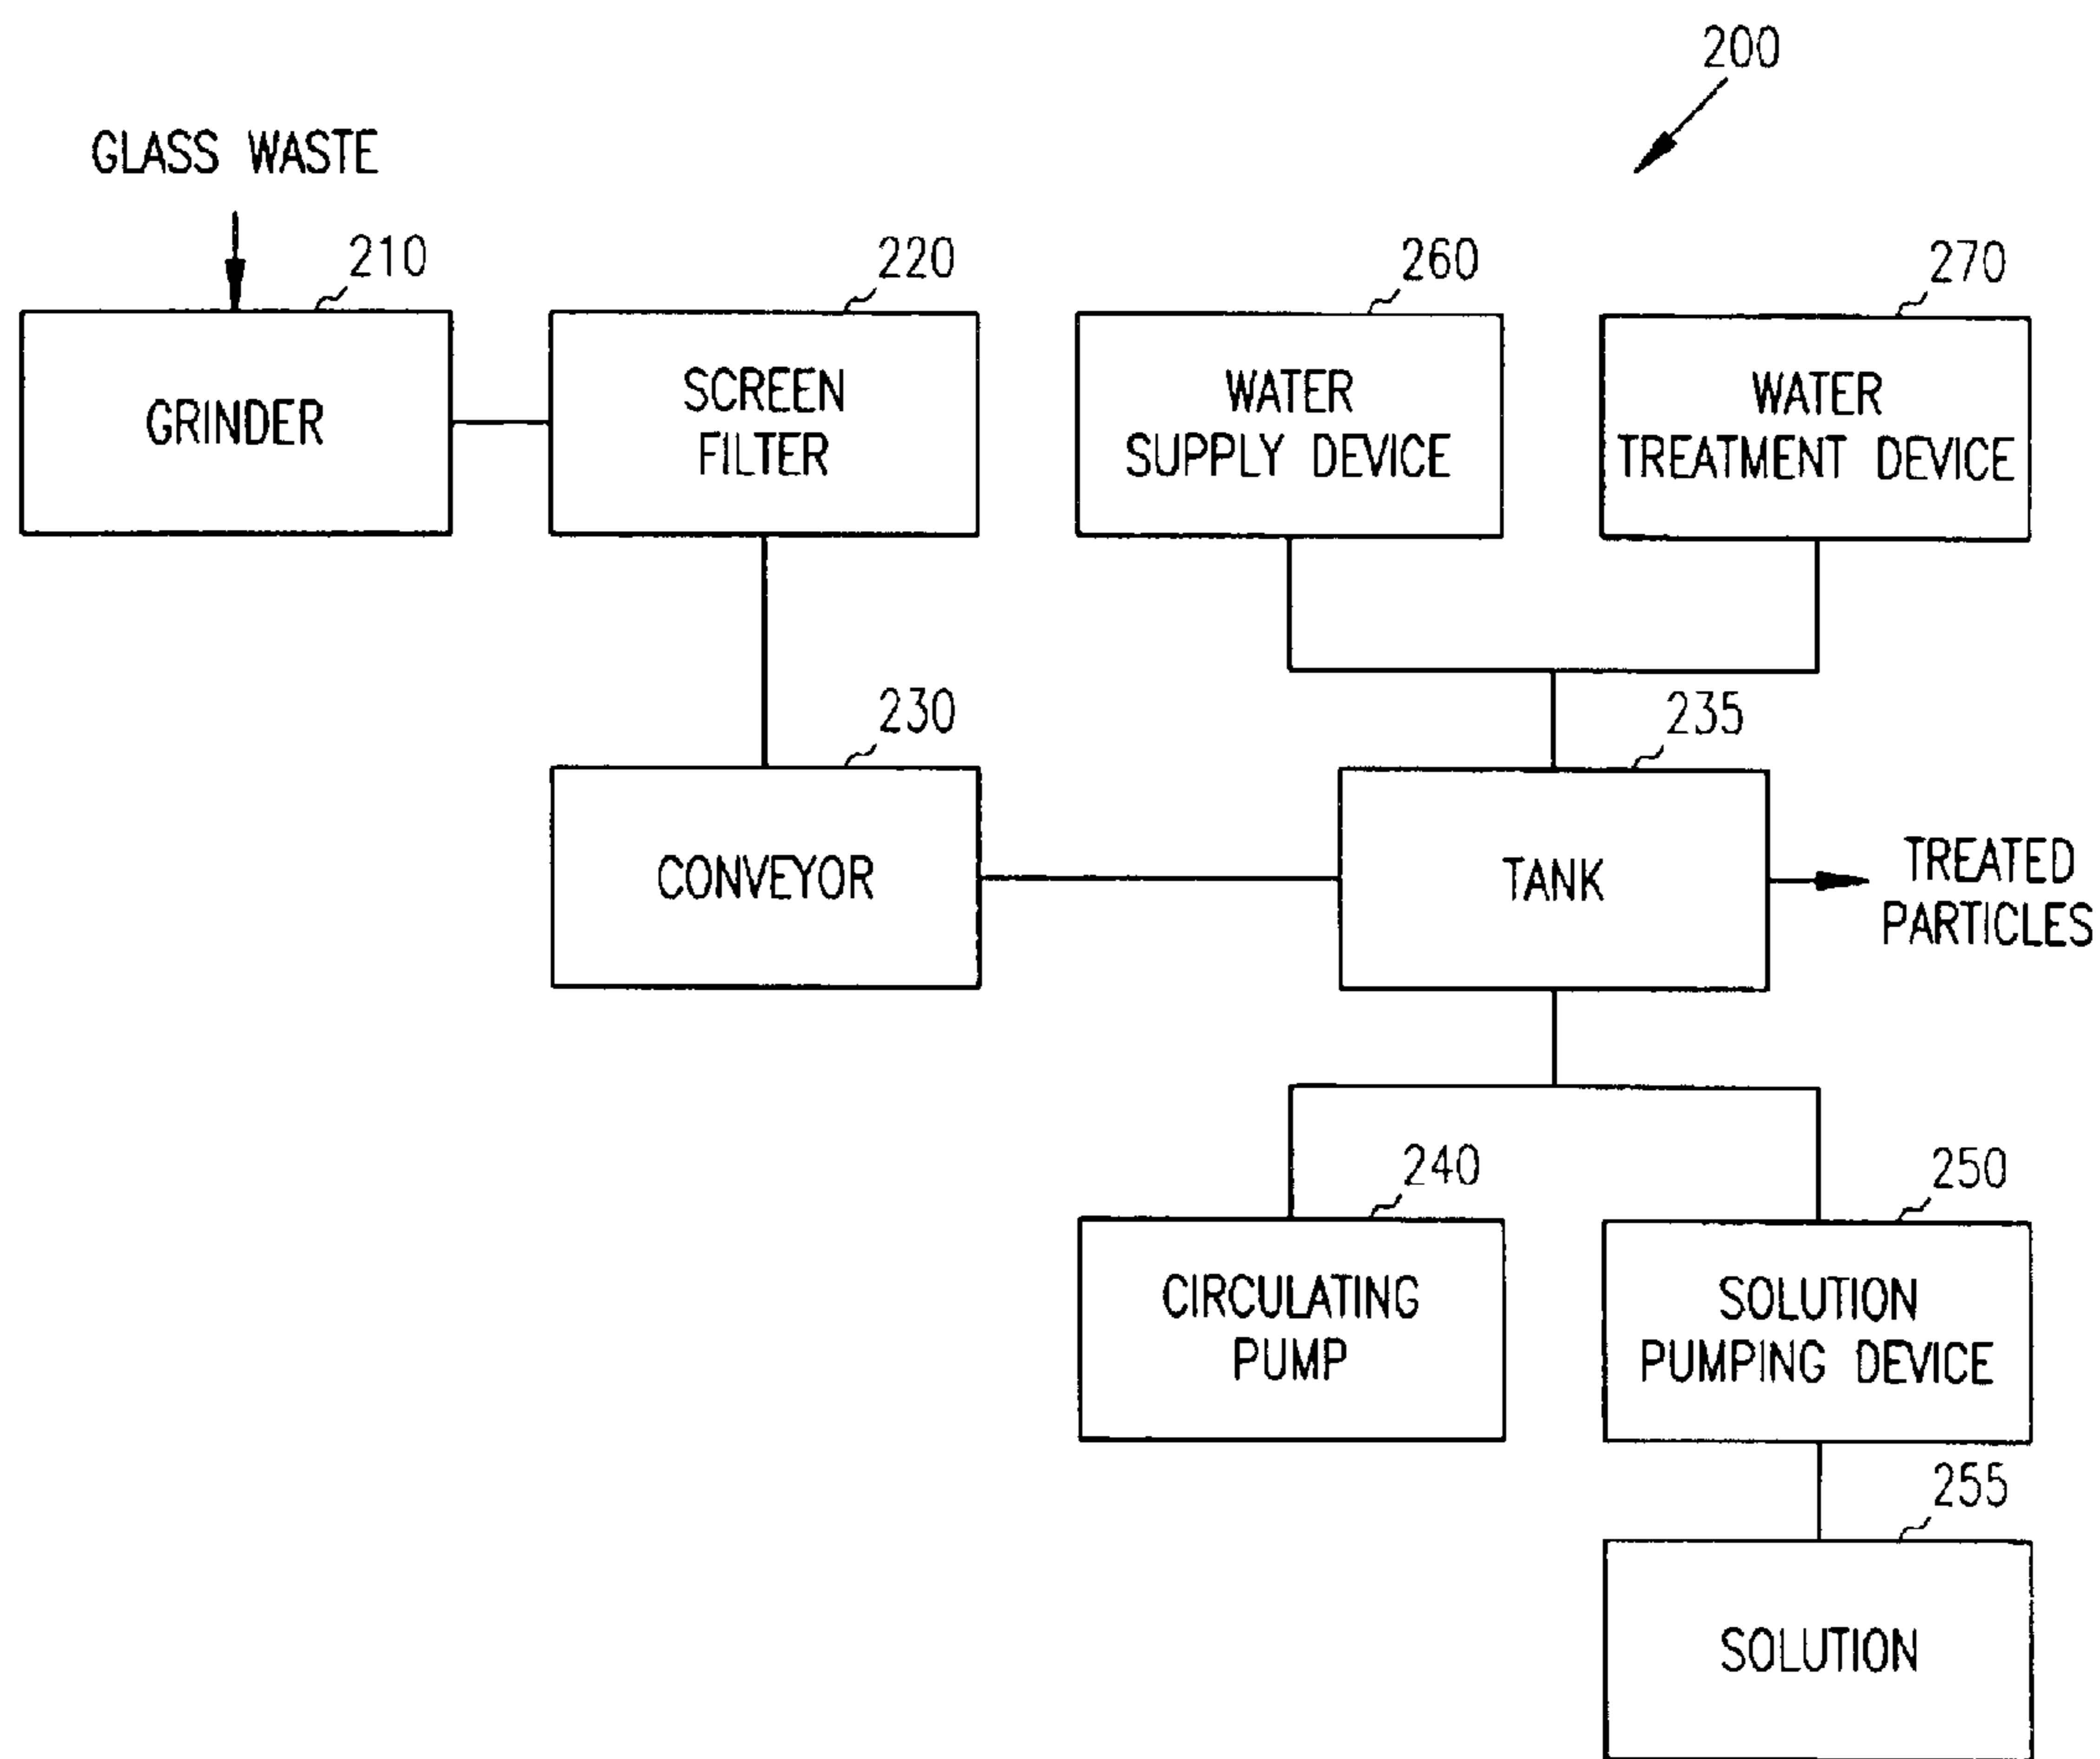 200
GLASS WASTE
210
220
260
270
GRINDER
SCREEN
FILTER
WATER
SUPPLY DEVICE
WATER
TREATMENT DEVICE
230
235
CONVEYOR
TANK
TREATED
PARTICLES
240
250
CIRCULATING
PUMP
SOLUTION
PUMPING DEVICE
255
SOLUTION